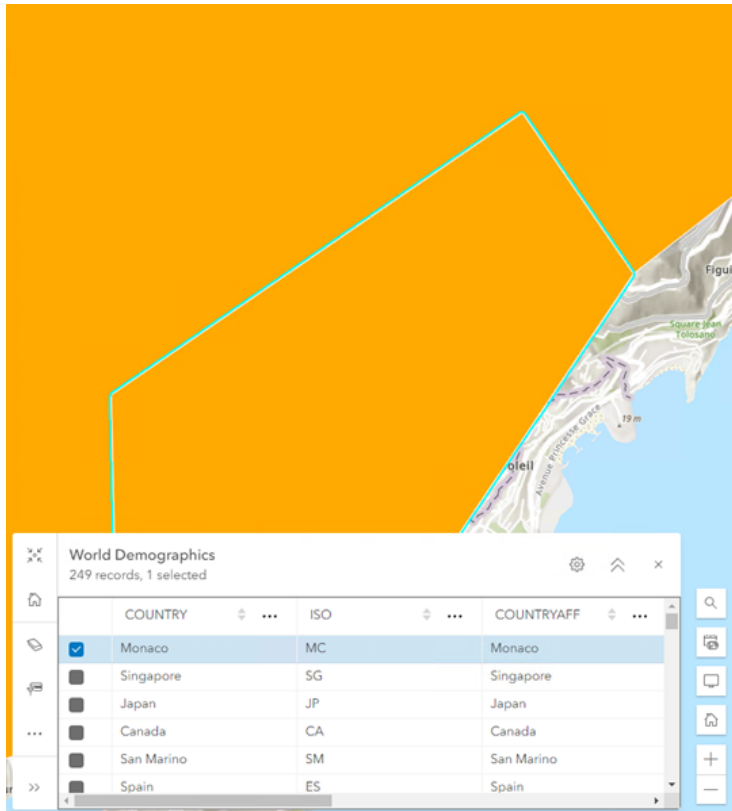 Figui
Square Jean
Tolosano
19 m
Avenue Princesse Grace
oleil
World Demographics
249 records, 1 selected
COUNTRY ISO COUNTRYAFF
Monaco MC Monaco
Singapore SG Singapore
Japan JP Japan
Canada CA Canada
San Marino SM San Marino
Spain ES Spain